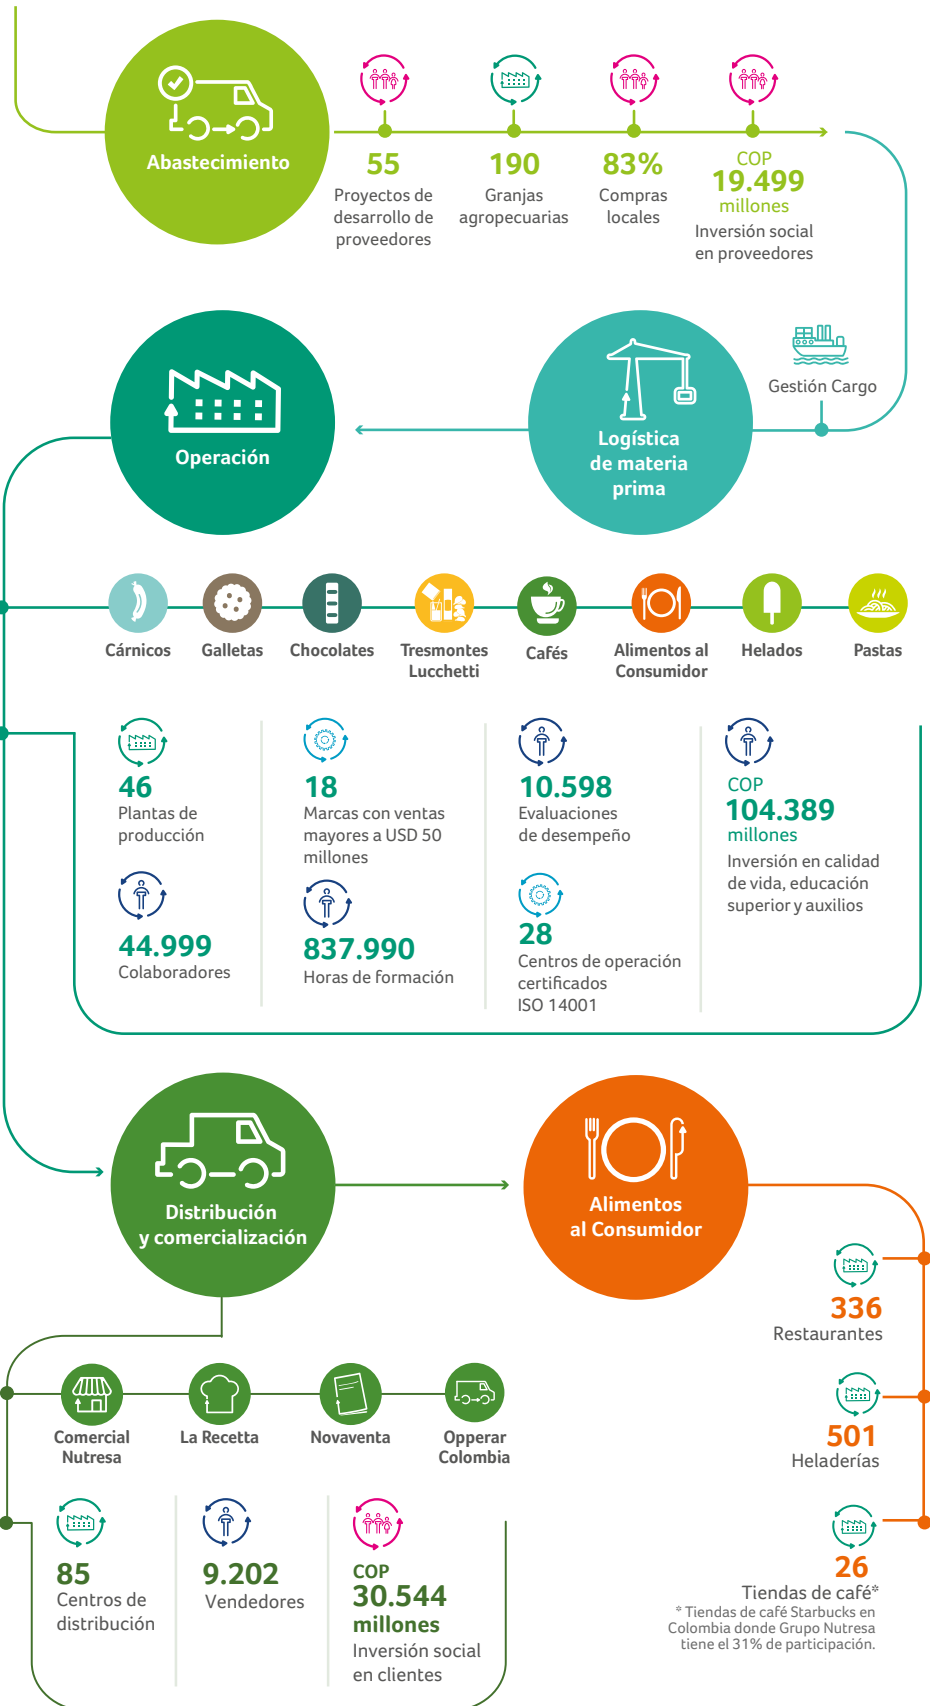 Abastecimiento
55
Proyectos de
desarrollo de
proveedores
190
Granjas
agropecuarias
83%
Compras
locales
COP
19.499
millones
Inversión social
en proveedores
Gestión Cargo
Logística
de materia
prima
Operación
Cárnicos
Galletas
Chocolates
Tresmontes
Lucchetti
Cafés
Alimentos al
Consumidor
Helados
Pastas
46
Plantas de
producción
44.999
Colaboradores
18
Marcas con ventas
mayores a USD 50
millones
837.990
Horas de formación
10.598
Evaluaciones
de desempeño
28
Centros de operación
certificados
ISO 14001
COP
104.389
millones
Inversión en calidad
de vida, educación
superior y auxilios
Distribución
y comercialización
Alimentos
al Consumidor
336
Restaurantes
501
Heladerías
26
Tiendas de café*
* Tiendas de café Starbucks en
Colombia donde Grupo Nutresa
tiene el 31% de participación.
Comercial
Nutresa
La Recetta
Novaventa
Opperar
Colombia
85
Centros de
distribución
9.202
Vendedores
COP
30.544
millones
Inversión social
en clientes